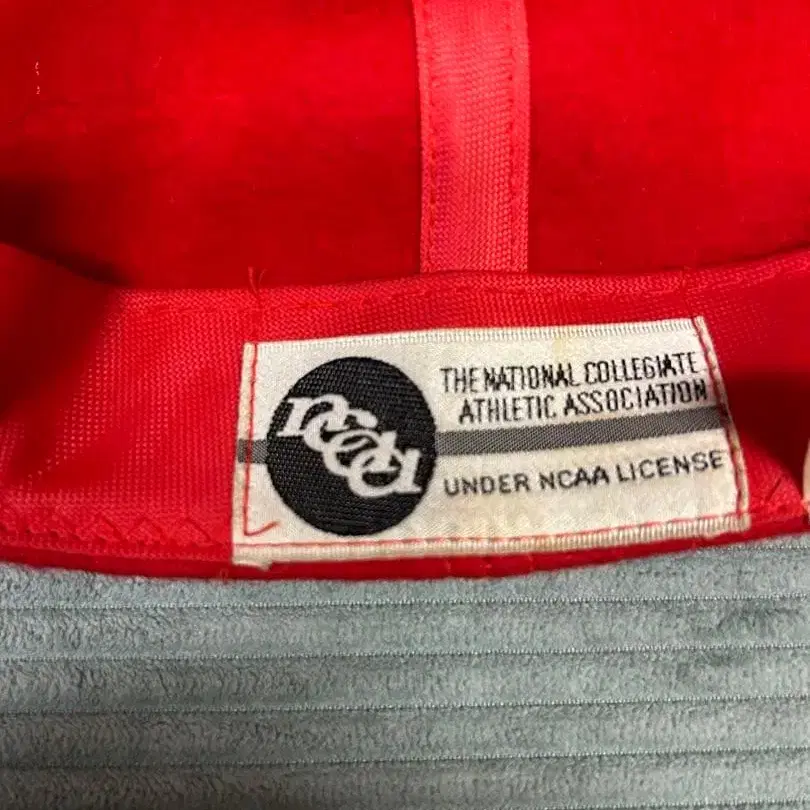 ncaa
THE NATIONAL COLLEGIATE
ATHLETIC ASSOCIATION
UNDER NCAA LICENSE